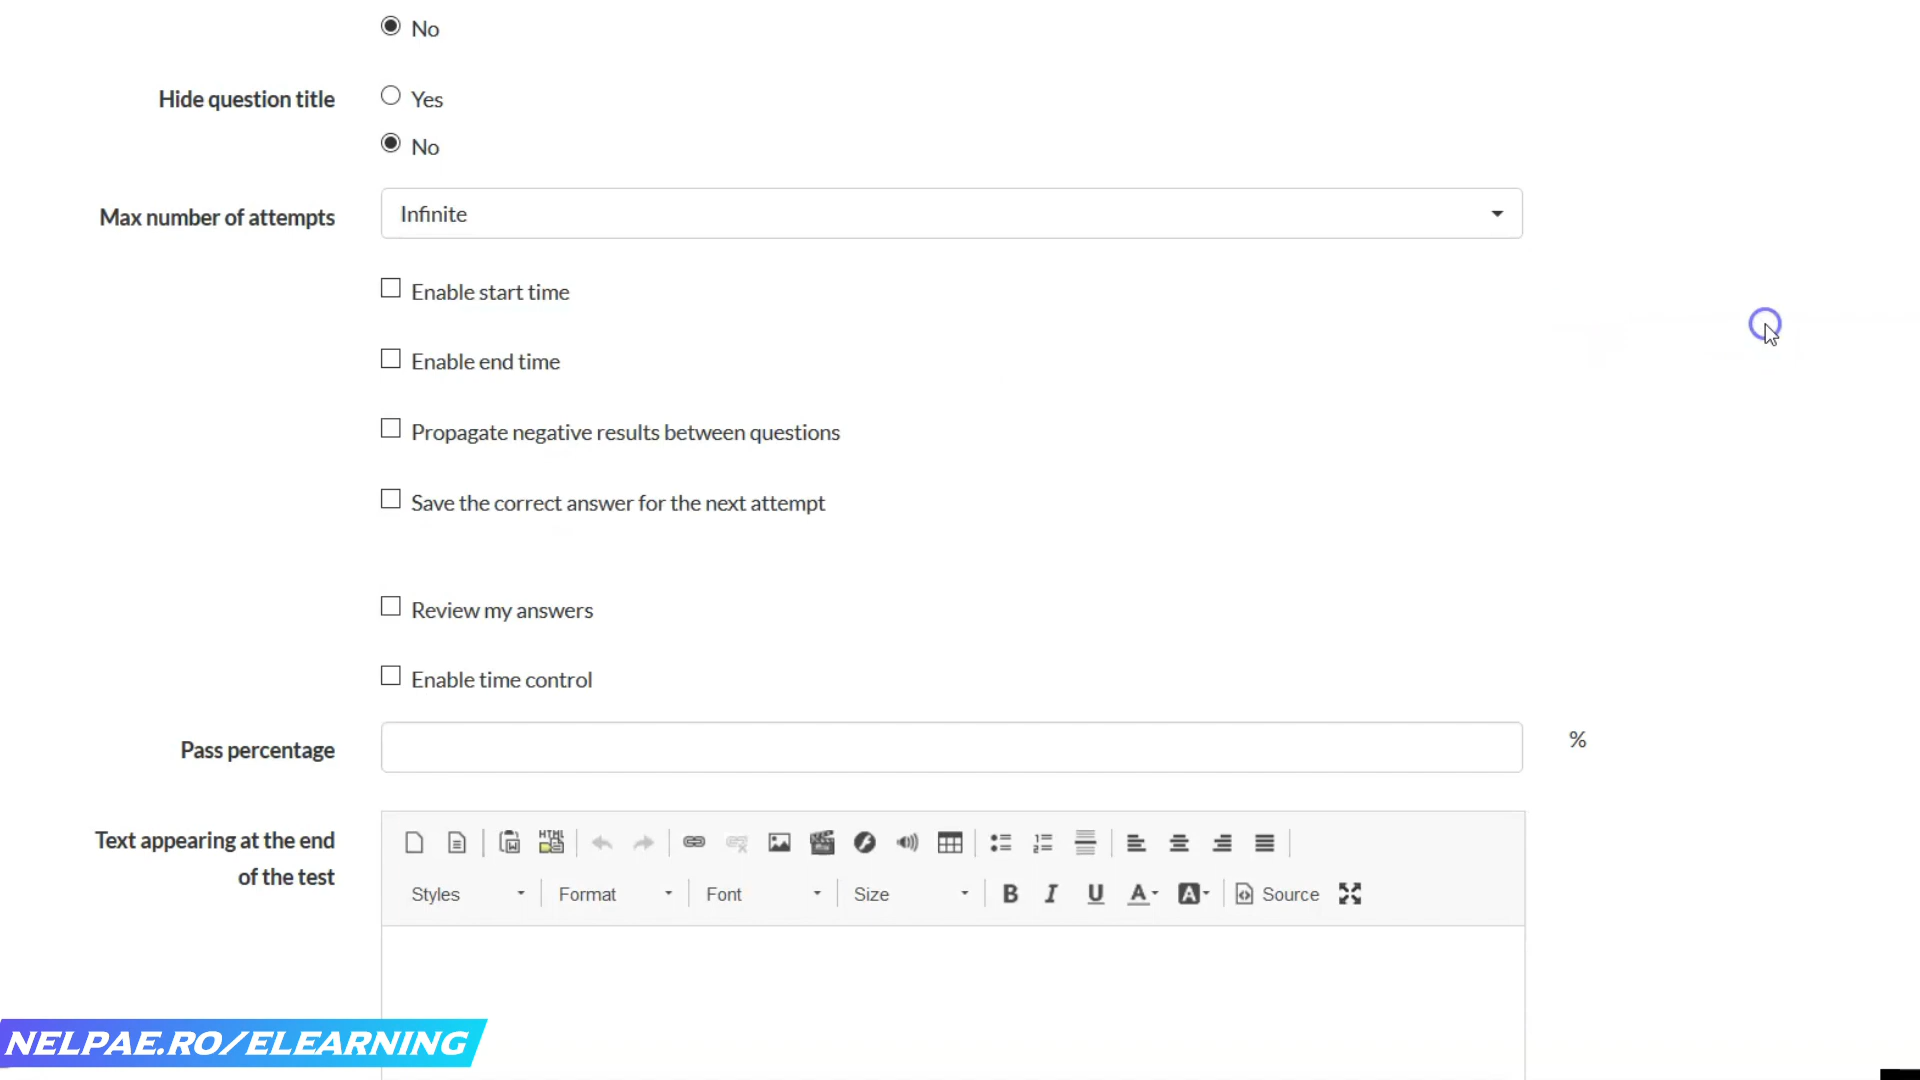 No
Hide question title
Yes
No
Max number of attempts
Infinite
Enable start time
Enable end time
Propagate negative results between questions
Save the correct answer for the next attempt
Review my answers
Enable time control
Pass percentage
%
Text appearing at the end
of the test
Styles
Format
Font
Size
B I U A A Source
NELPAE.RO/ELEARNING